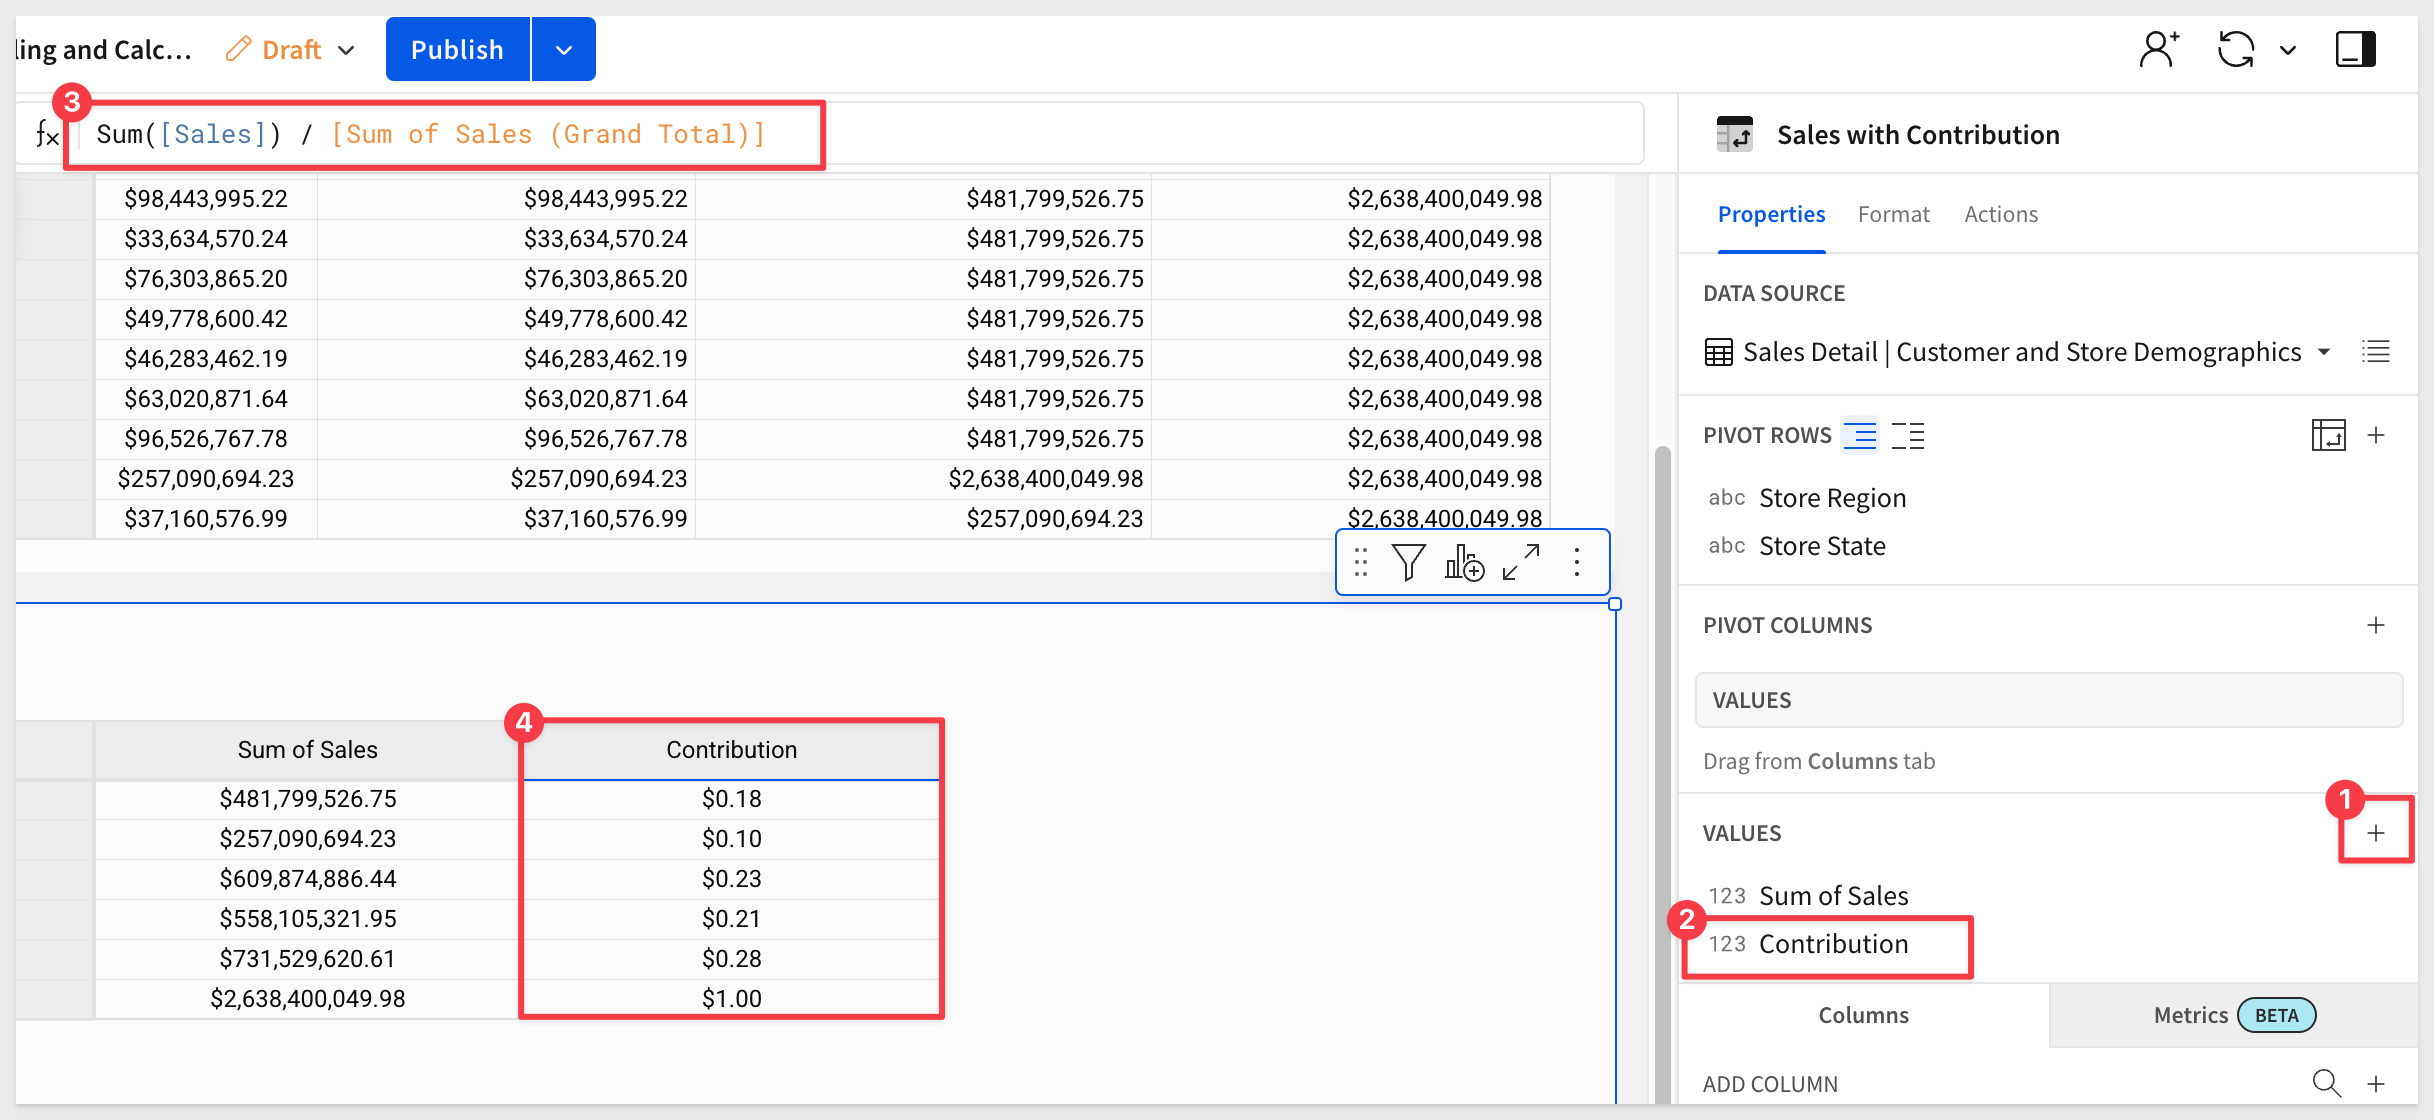 ling and Calc... Draft Publish
3
fx Sum([Sales]) / [Sum of Sales (Grand Total)]
$98,443,995.22 $98,443,995.22 $481,799,526.75 $2,638,400,049.98
$33,634,570.24 $33,634,570.24 $481,799,526.75 $2,638,400,049.98
$76,303,865.20 $76,303,865.20 $481,799,526.75 $2,638,400,049.98
$49,778,600.42 $49,778,600.42 $481,799,526.75 $2,638,400,049.98
$46,283,462.19 $46,283,462.19 $481,799,526.75 $2,638,400,049.98
$63,020,871.64 $63,020,871.64 $481,799,526.75 $2,638,400,049.98
$96,526,767.78 $96,526,767.78 $481,799,526.75 $2,638,400,049.98
$257,090,694.23 $257,090,694.23 $2,638,400,049.98 $2,638,400,049.98
$37,160,576.99 $37,160,576.99 $257,090,694.23 $2,638,400,049.98
4
Sum of Sales Contribution
$481,799,526.75 $0.18
$257,090,694.23 $0.10
$609,874,886.44 $0.23
$558,105,321.95 $0.21
$731,529,620.61 $0.28
$2,638,400,049.98 $1.00
Sales with Contribution
Properties Format Actions
DATA SOURCE
Sales Detail | Customer and Store Demographics
PIVOT ROWS
abc Store Region
abc Store State
PIVOT COLUMNS
VALUES
Drag from Columns tab
1
VALUES
123 Sum of Sales
2
123 Contribution
Columns Metrics BETA
ADD COLUMN